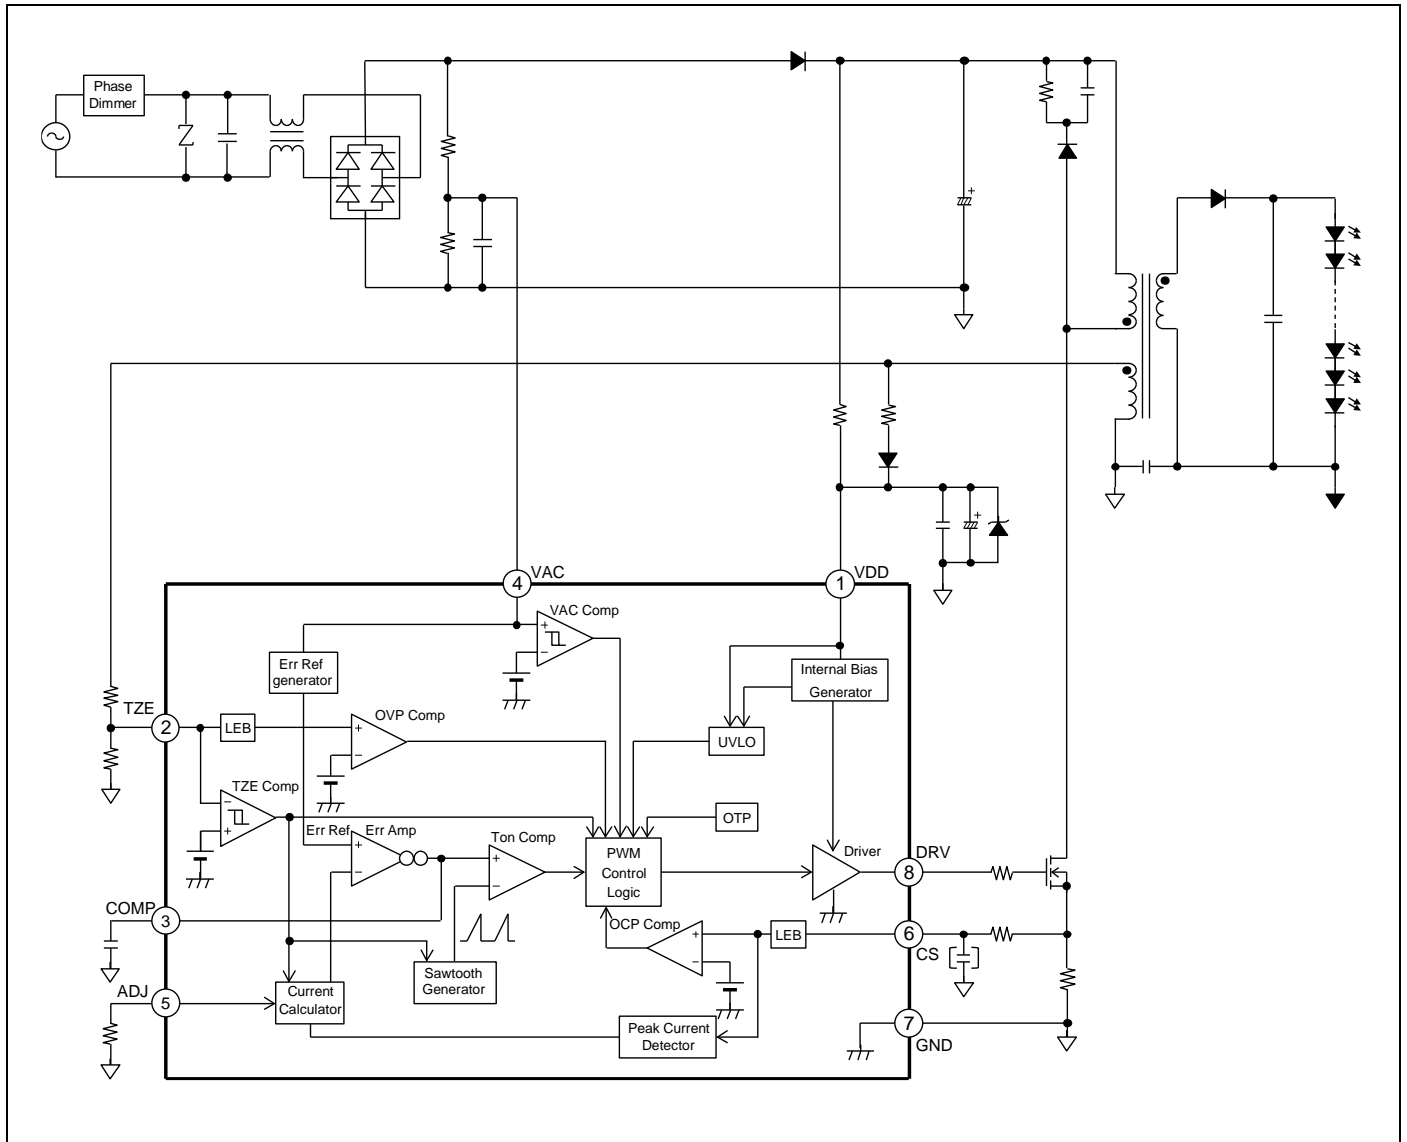 Phase
Dimmer
+
+
4
VAC
1
VDD
VAC Comp
+
−
Err Ref
generator
Internal Bias
Generator
TZE
2
LEB
OVP Comp
+
−
UVLO
TZE Comp
−
+
OTP
Err Ref
Err Amp
+
−
Ton Comp
+
−
PWM
Control
Logic
Driver
DRV
8
COMP
3
OCP Comp
+
−
LEB
6
CS
Sawtooth
Generator
ADJ
5
Current
Calculator
Peak Current
Detector
7
GND